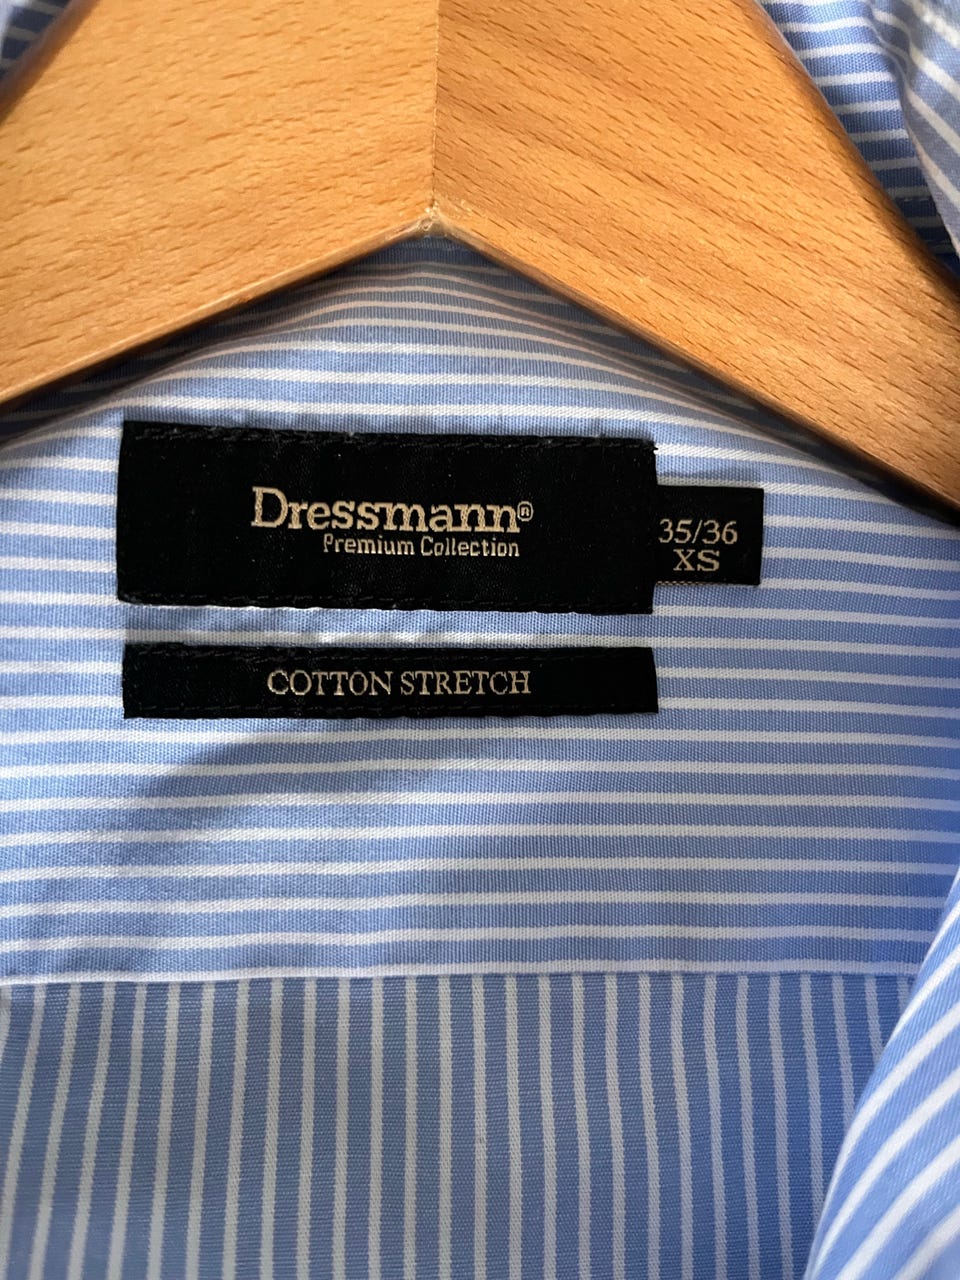 Dressmann®
Premium Collection
35/36
XS
COTTON STRETCH